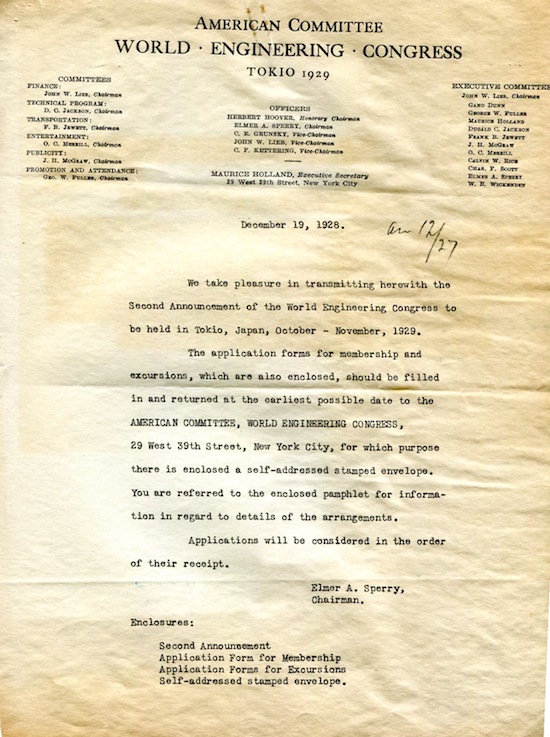 AMERICAN COMMITTEE
WORLD · ENGINEERING · CONGRESS
TOKIO 1929
COMMITTEES
FINANCE:
JOHN W. LIEB, Chairman
TECHNICAL PROGRAM:
D. C. JACKSON, Chairman
TRANSPORTATION:
F. B. JEWETT, Chairman
ENTERTAINMENT:
O. C. MERRILL, Chairman
PUBLICITY:
J. H. McGRAW, Chairman
PROMOTION AND ATTENDANCE:
GEO. W. FULLER, Chairman
OFFICERS
HERBERT HOOVER, Honorary Chairman
ELMER A. SPERRY, Chairman
C. E. GRUNSKY, Vice-Chairman
JOHN W. LIEB, Vice-Chairman
C. F. KETTERING, Vice-Chairman
MAURICE HOLLAND, Executive Secretary
29 West 39th Street, New York City
EXECUTIVE COMMITTEE
JOHN W. LIEB, Chairman
GANO DUNN
GEORGE W. FULLER
MAURICE HOLLAND
DUGALD C. JACKSON
FRANK B. JEWETT
J. H. McGRAW
O. C. MERRILL
CALVIN W. RICE
CHAS. F. SCOTT
ELMER A. SPERRY
W. E. WICKENDEN
December 19, 1928.
12/27
We take pleasure in transmitting herewith the
Second Announcement of the World Engineering Congress to
be held in Tokio, Japan, October - November, 1929.
The application forms for membership and
excursions, which are also enclosed, should be filled
in and returned at the earliest possible date to the
AMERICAN COMMITTEE, WORLD ENGINEERING CONGRESS,
29 West 39th Street, New York City, for which purpose
there is enclosed a self-addressed stamped envelope.
You are referred to the enclosed pamphlet for informa-
tion in regard to details of the arrangements.
Applications will be considered in the order
of their receipt.
Elmer A. Sperry,
Chairman.
Enclosures:
Second Announcement
Application Form for Membership
Application Forms for Excursions
Self-addressed stamped envelope.